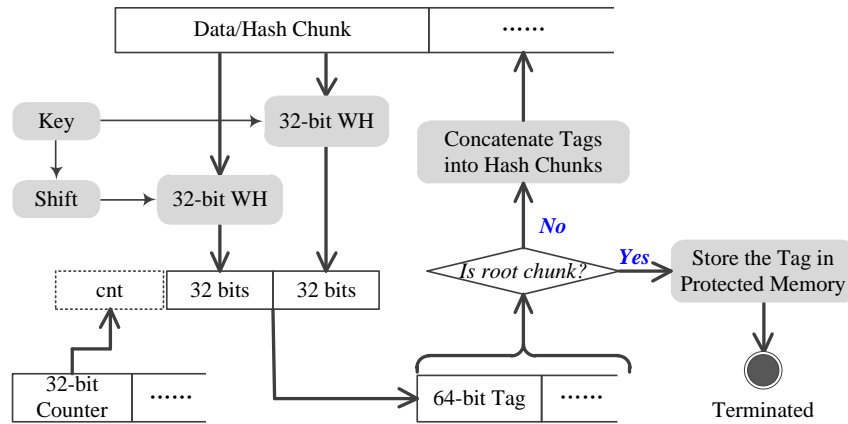 Data/Hash Chunk
......
Key
32-bit WH
Concatenate Tags
into Hash Chunks
Shift
32-bit WH
No
Is root chunk?
Yes
Store the Tag in
Protected Memory
cnt
32 bits
32 bits
32-bit
Counter
......
64-bit Tag
......
Terminated